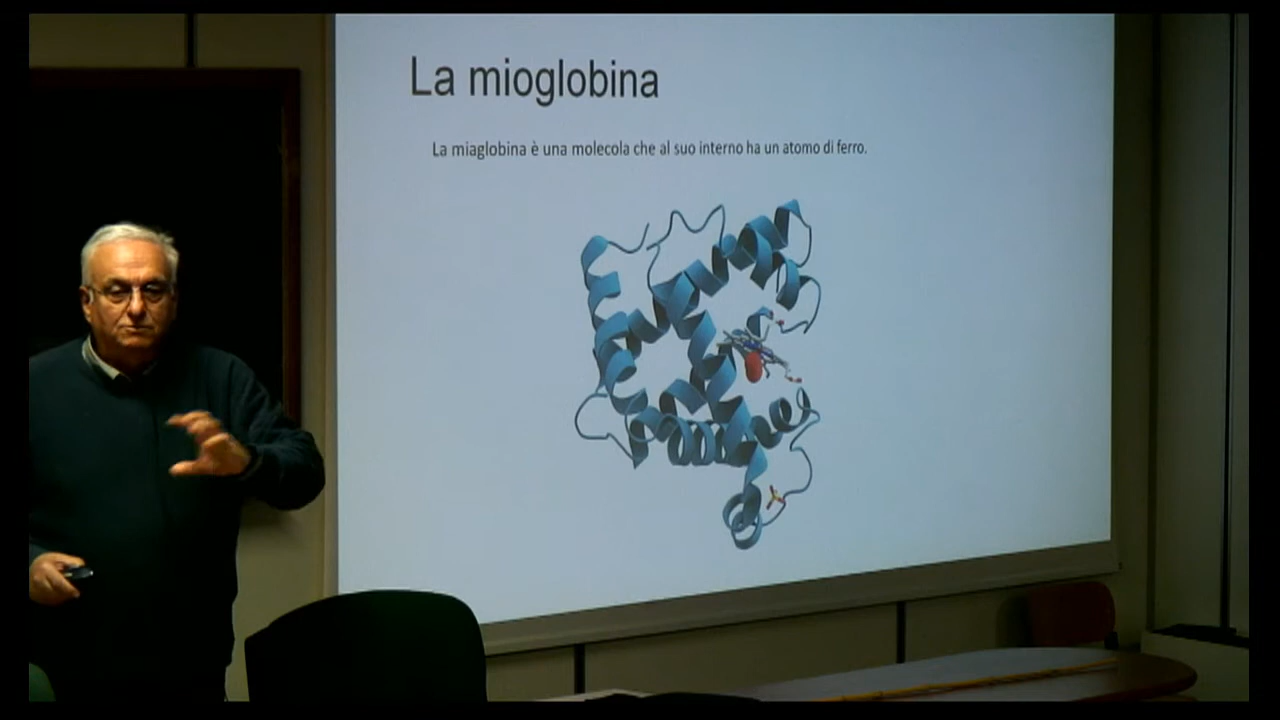 La mioglobina
La miaglobina è una molecola che al suo interno ha un atomo di ferro.